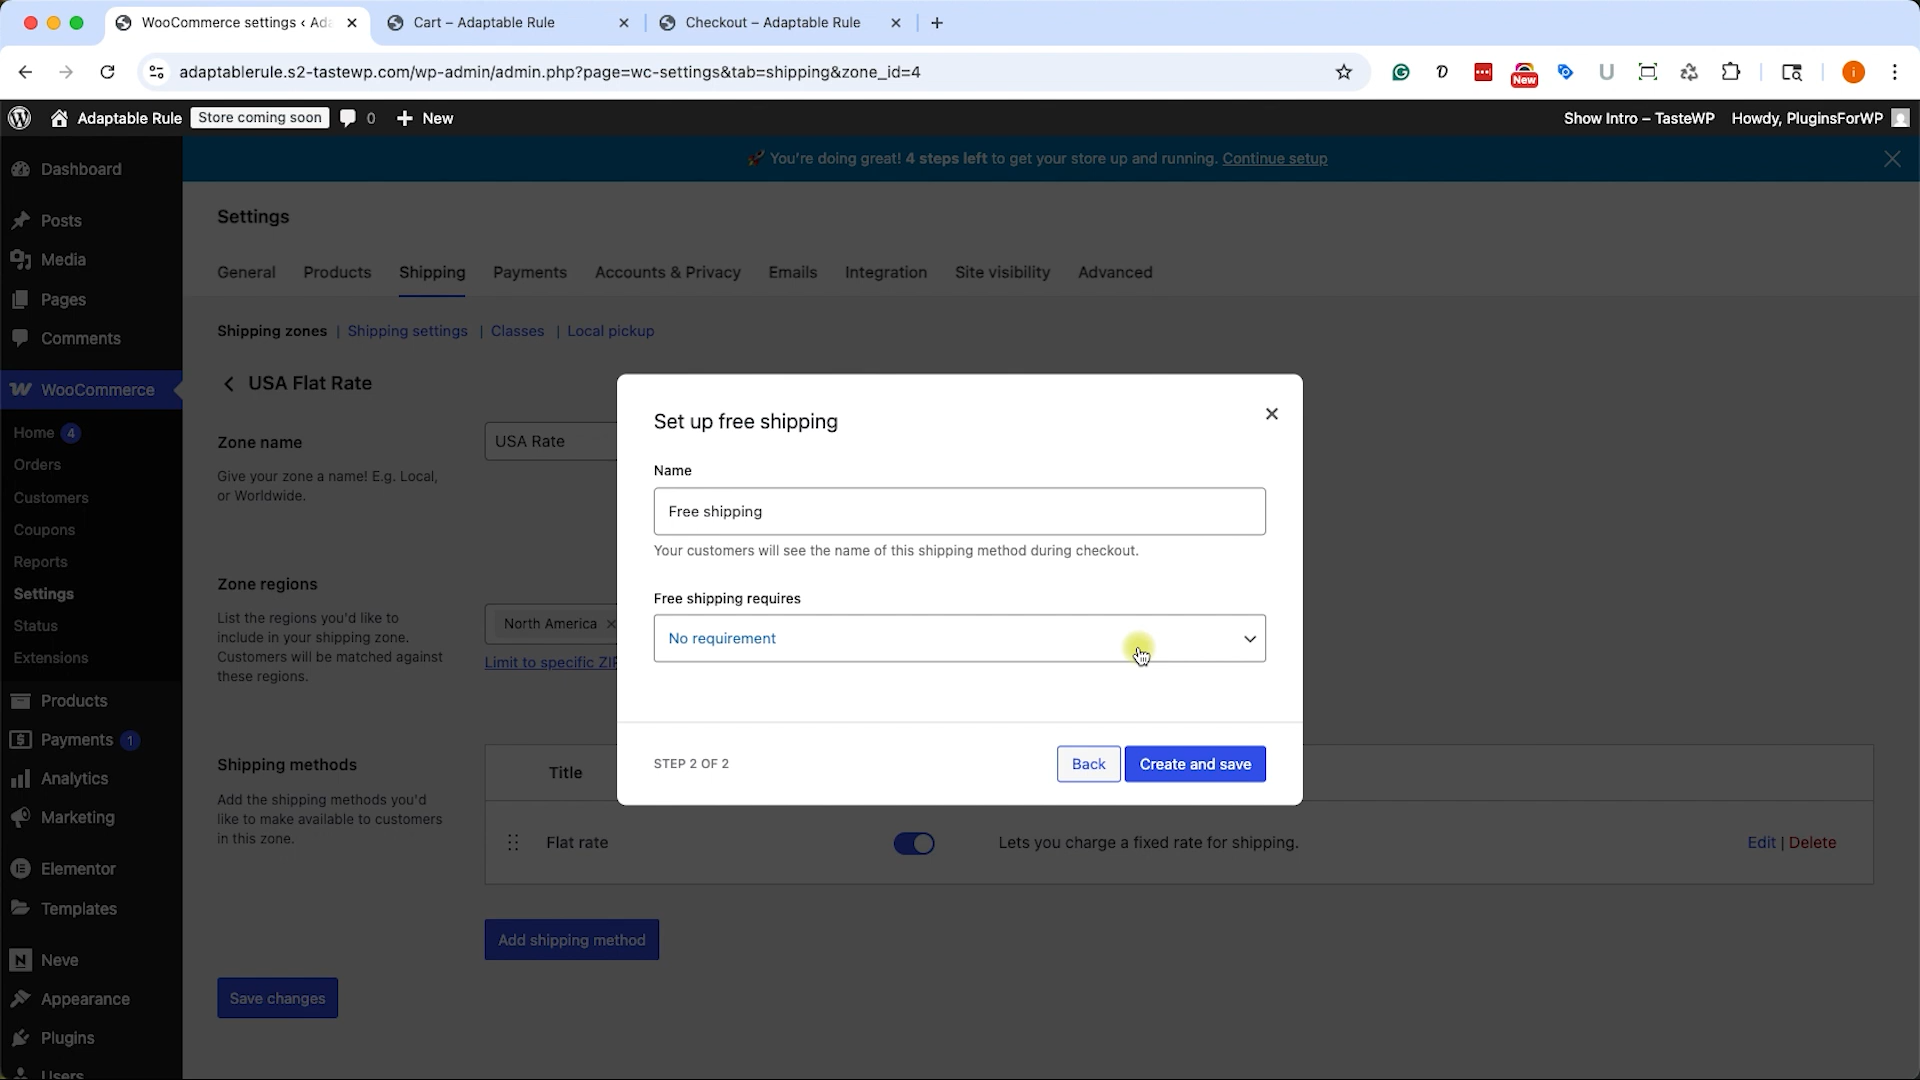 WooCommerce settings ‹ Ada
Cart – Adaptable Rule
Checkout – Adaptable Rule
adaptablerule.s2-tastewp.com/wp-admin/admin.php?page=wc-settings&tab=shipping&zone_id=4
New
Adaptable Rule
Store coming soon
0
New
Show Intro – TasteWP
Howdy, PluginsForWP
🚀 You're doing great! 4 steps left to get your store up and running. Continue setup
Dashboard
Posts
Media
Pages
Comments
WooCommerce
Home 4
Orders
Customers
Coupons
Reports
Settings
Status
Extensions
Products
Payments 1
Analytics
Marketing
Elementor
Templates
Neve
Appearance
Plugins
Users
Settings
General
Products
Shipping
Payments
Accounts & Privacy
Emails
Integration
Site visibility
Advanced
Shipping zones | Shipping settings | Classes | Local pickup
USA Flat Rate
Zone name
USA Rate
Give your zone a name! E.g. Local,
or Worldwide.
Zone regions
List the regions you'd like to
include in your shipping zone.
Customers will be matched against
these regions.
North America
Limit to specific ZIP
Shipping methods
Add the shipping methods you'd
like to make available to customers
in this zone.
Title
Flat rate
Lets you charge a fixed rate for shipping.
Edit | Delete
Add shipping method
Save changes
Set up free shipping
Name
Free shipping
Your customers will see the name of this shipping method during checkout.
Free shipping requires
No requirement
STEP 2 OF 2
Back
Create and save